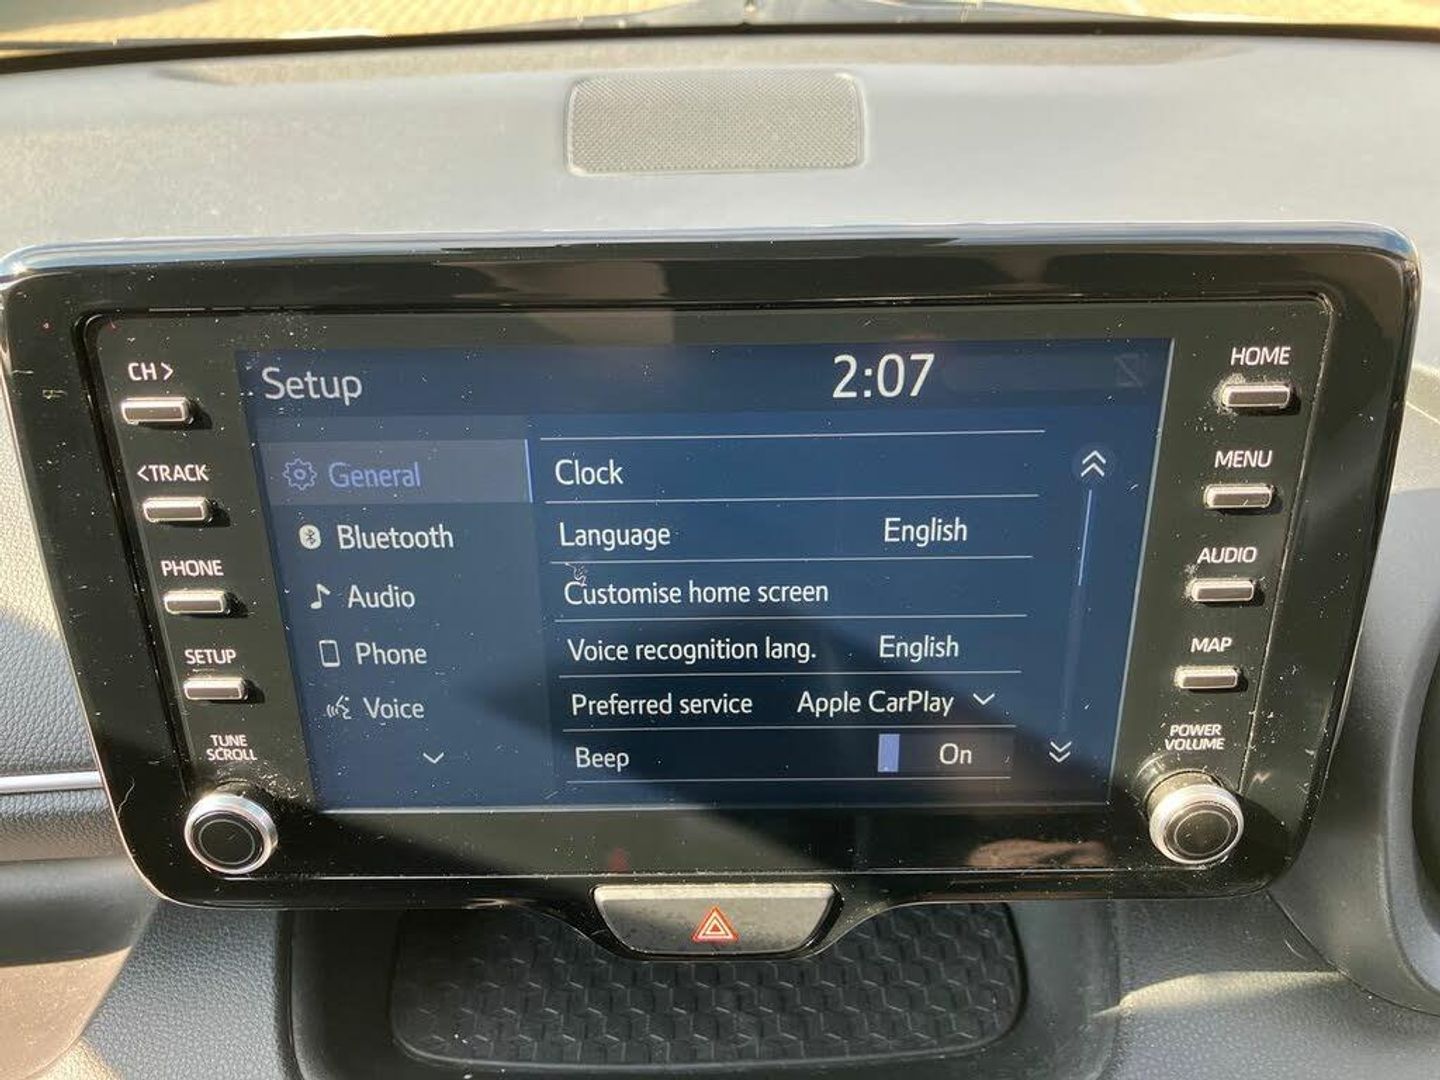 CH >
<TRACK
PHONE
SETUP
TUNE
SCROLL
Setup
2:07
General
Bluetooth
Audio
Phone
Voice
Clock
Language English
Customise home screen
Voice recognition lang. English
Preferred service Apple CarPlay
Beep On
HOME
MENU
AUDIO
MAP
POWER
VOLUME